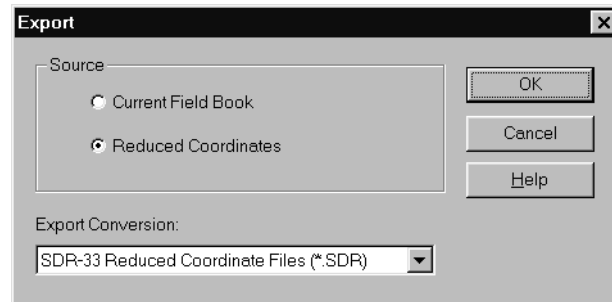 Export
Source
Current Field Book
Reduced Coordinates
OK
Cancel
Help
Export Conversion:
SDR-33 Reduced Coordinate Files (*.SDR)